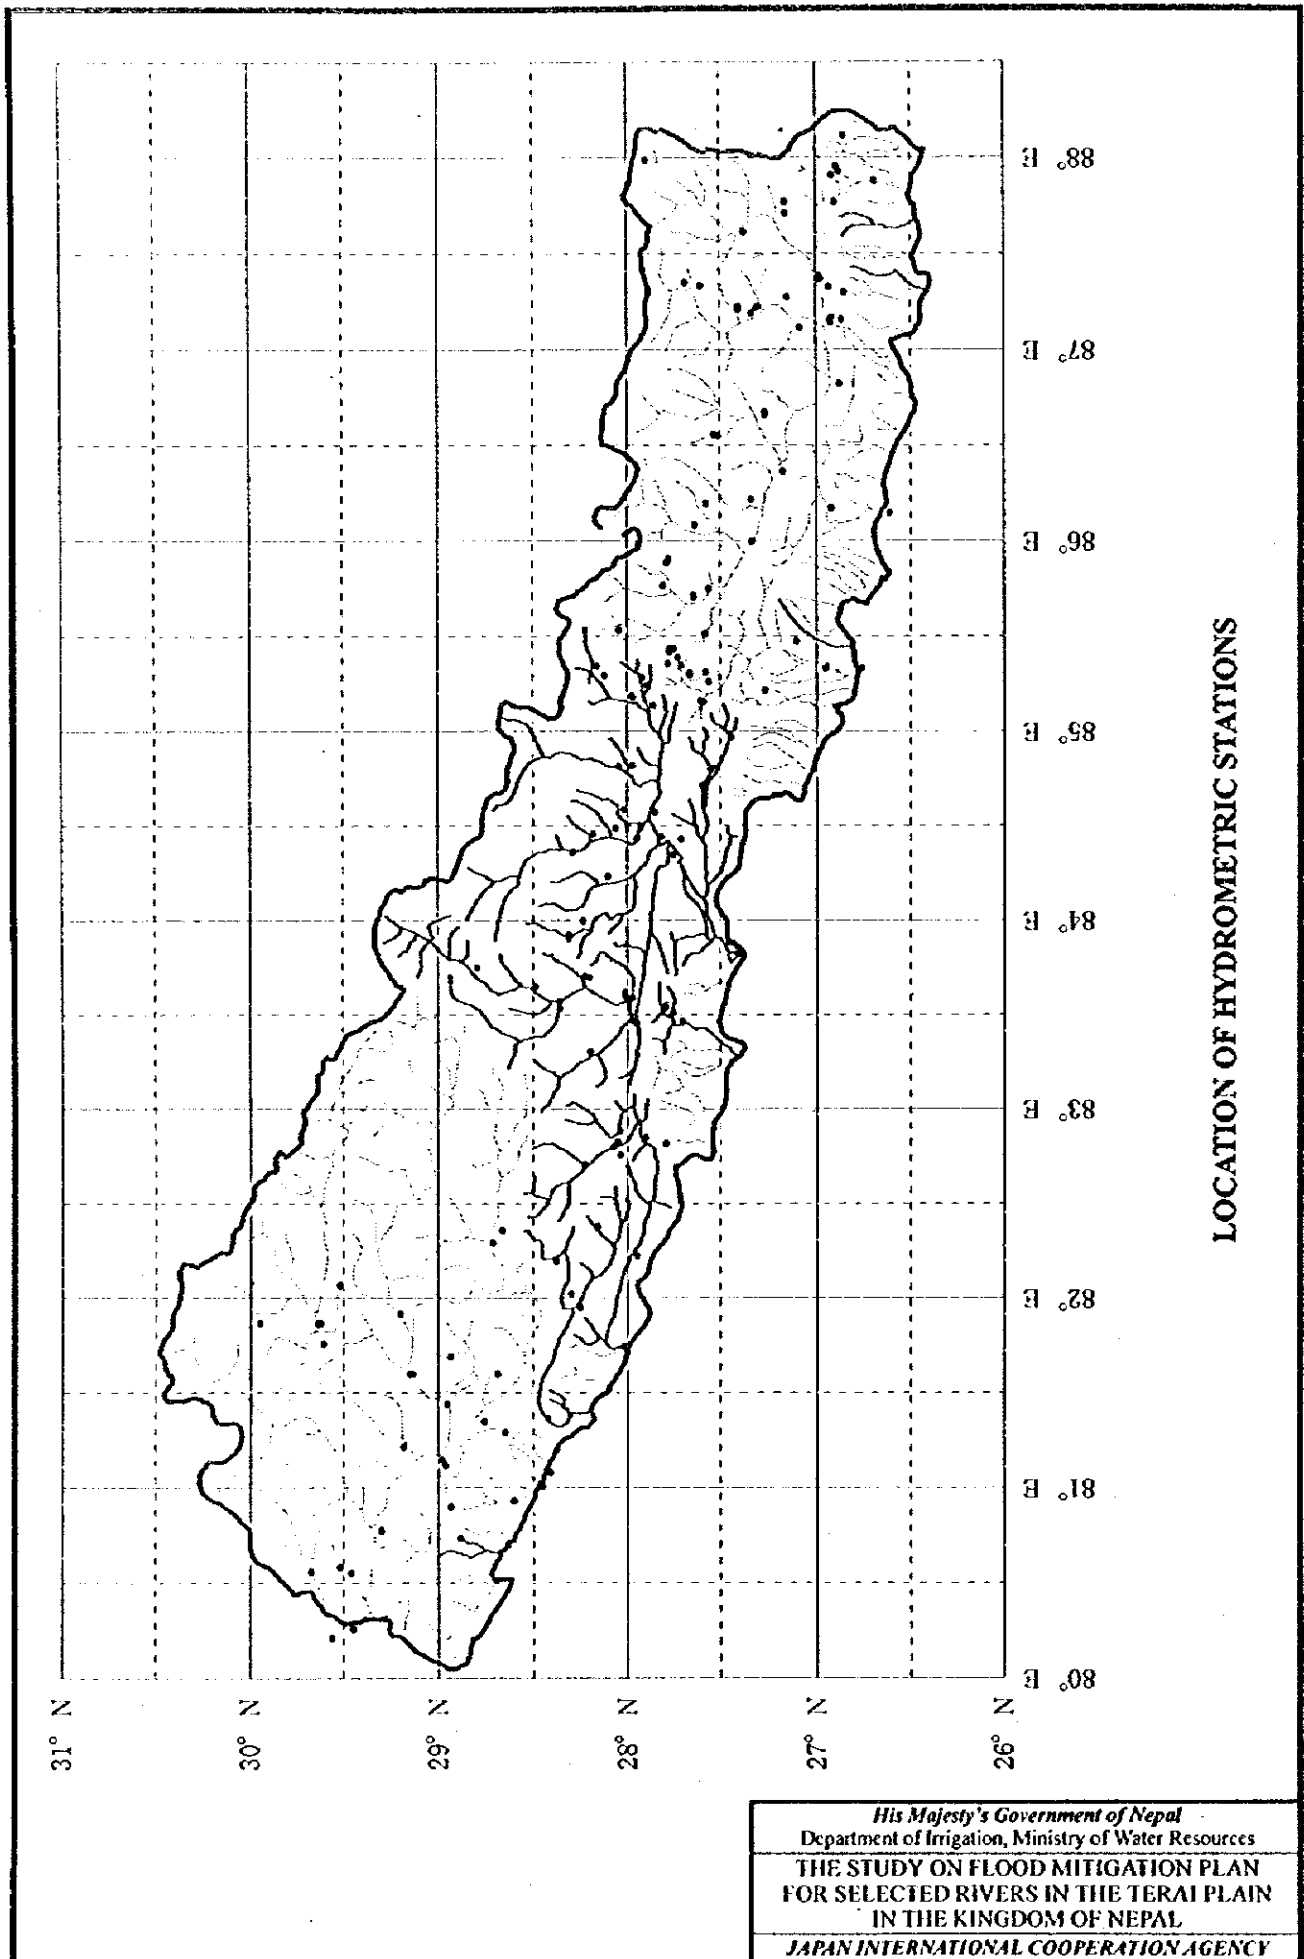 LOCATION OF HYDROMETRIC STATIONS
31° N
30° N
29° N
28° N
27° N
26° N
80° E
81° E
82° E
83° E
84° E
85° E
86° E
87° E
88° E
His Majesty's Government of Nepal
Department of Irrigation, Ministry of Water Resources
THE STUDY ON FLOOD MITIGATION PLAN
FOR SELECTED RIVERS IN THE TERAI PLAIN
IN THE KINGDOM OF NEPAL
JAPAN INTERNATIONAL COOPERATION AGENCY